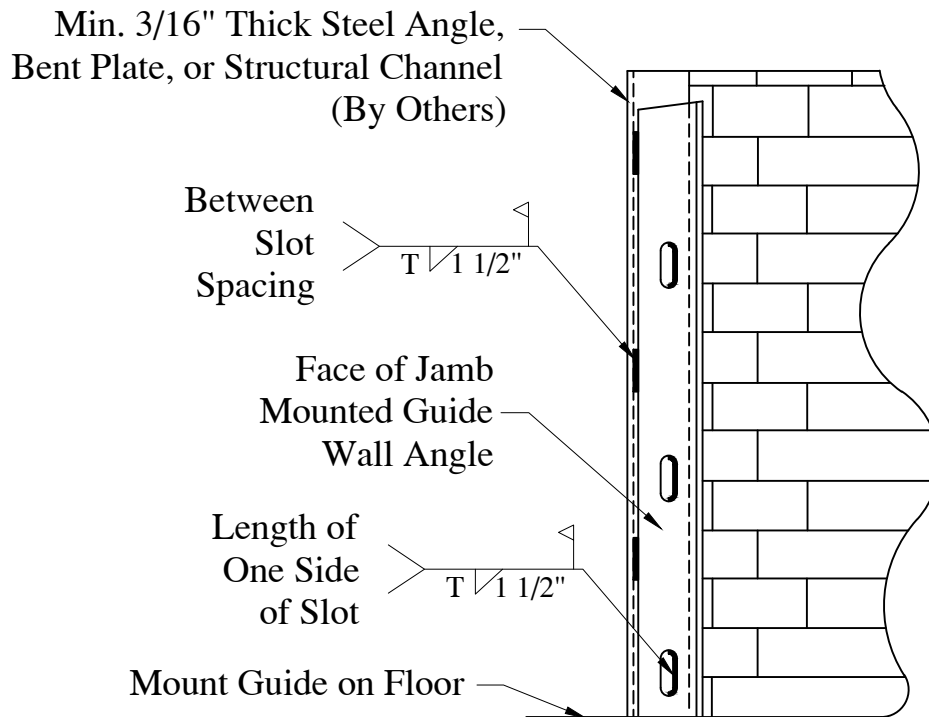 Min. 3/16" Thick Steel Angle,
Bent Plate, or Structural Channel
(By Others)
Between
Slot
Spacing
T 1 1/2"
Face of Jamb
Mounted Guide
Wall Angle
Length of
One Side
of Slot
T 1 1/2"
Mount Guide on Floor